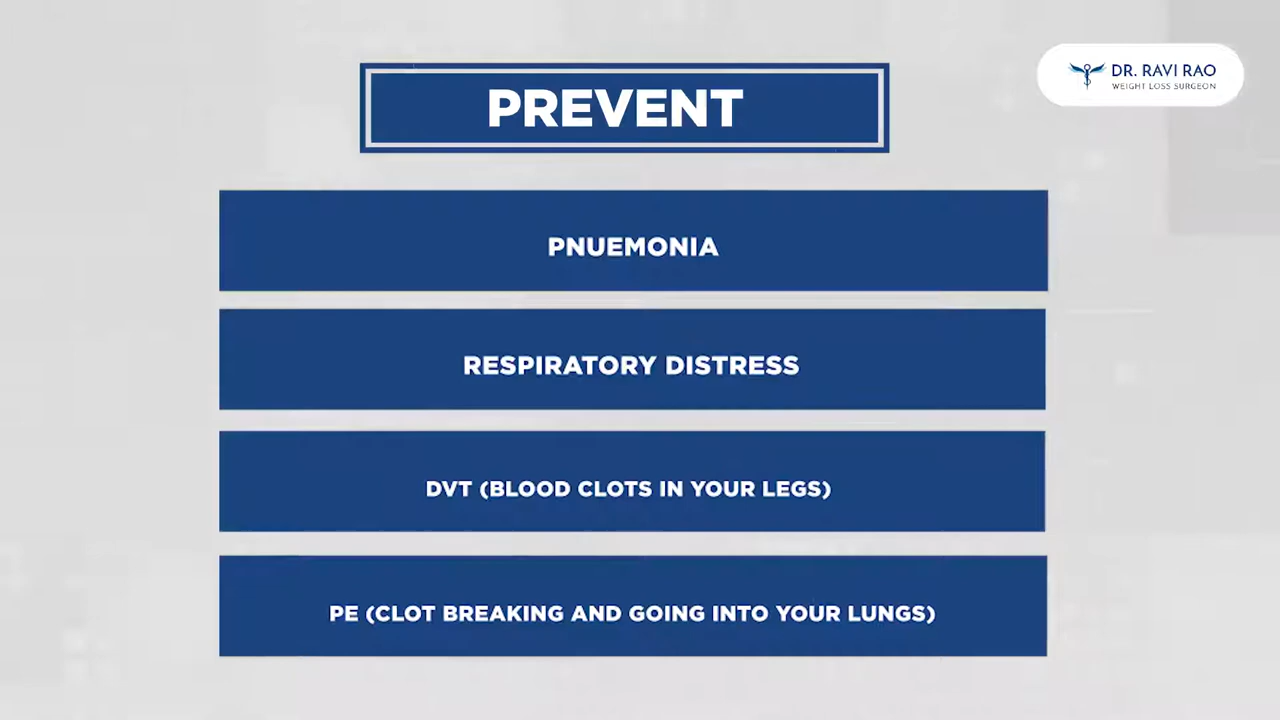 DR. RAVI RAO
WEIGHT LOSS SURGEON
PREVENT
PNUEMONIA
RESPIRATORY DISTRESS
DVT (BLOOD CLOTS IN YOUR LEGS)
PE (CLOT BREAKING AND GOING INTO YOUR LUNGS)